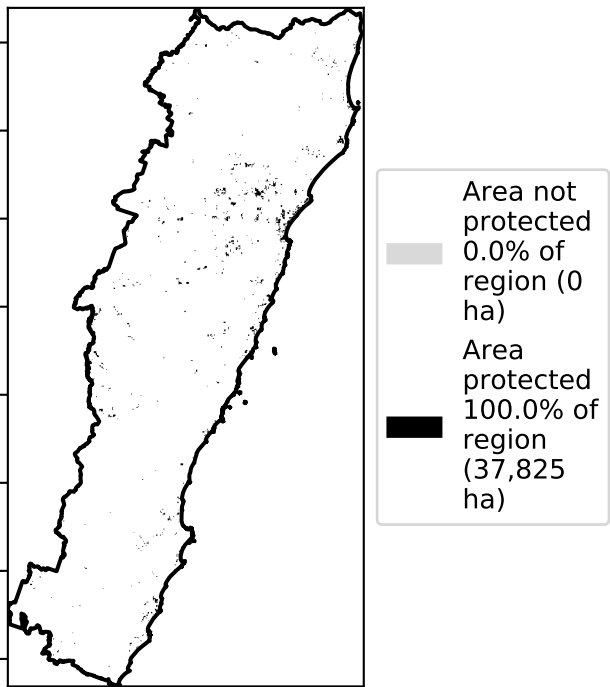 Area not
protected
0.0% of
region (0
ha)
Area
protected
100.0% of
region
(37,825
ha)